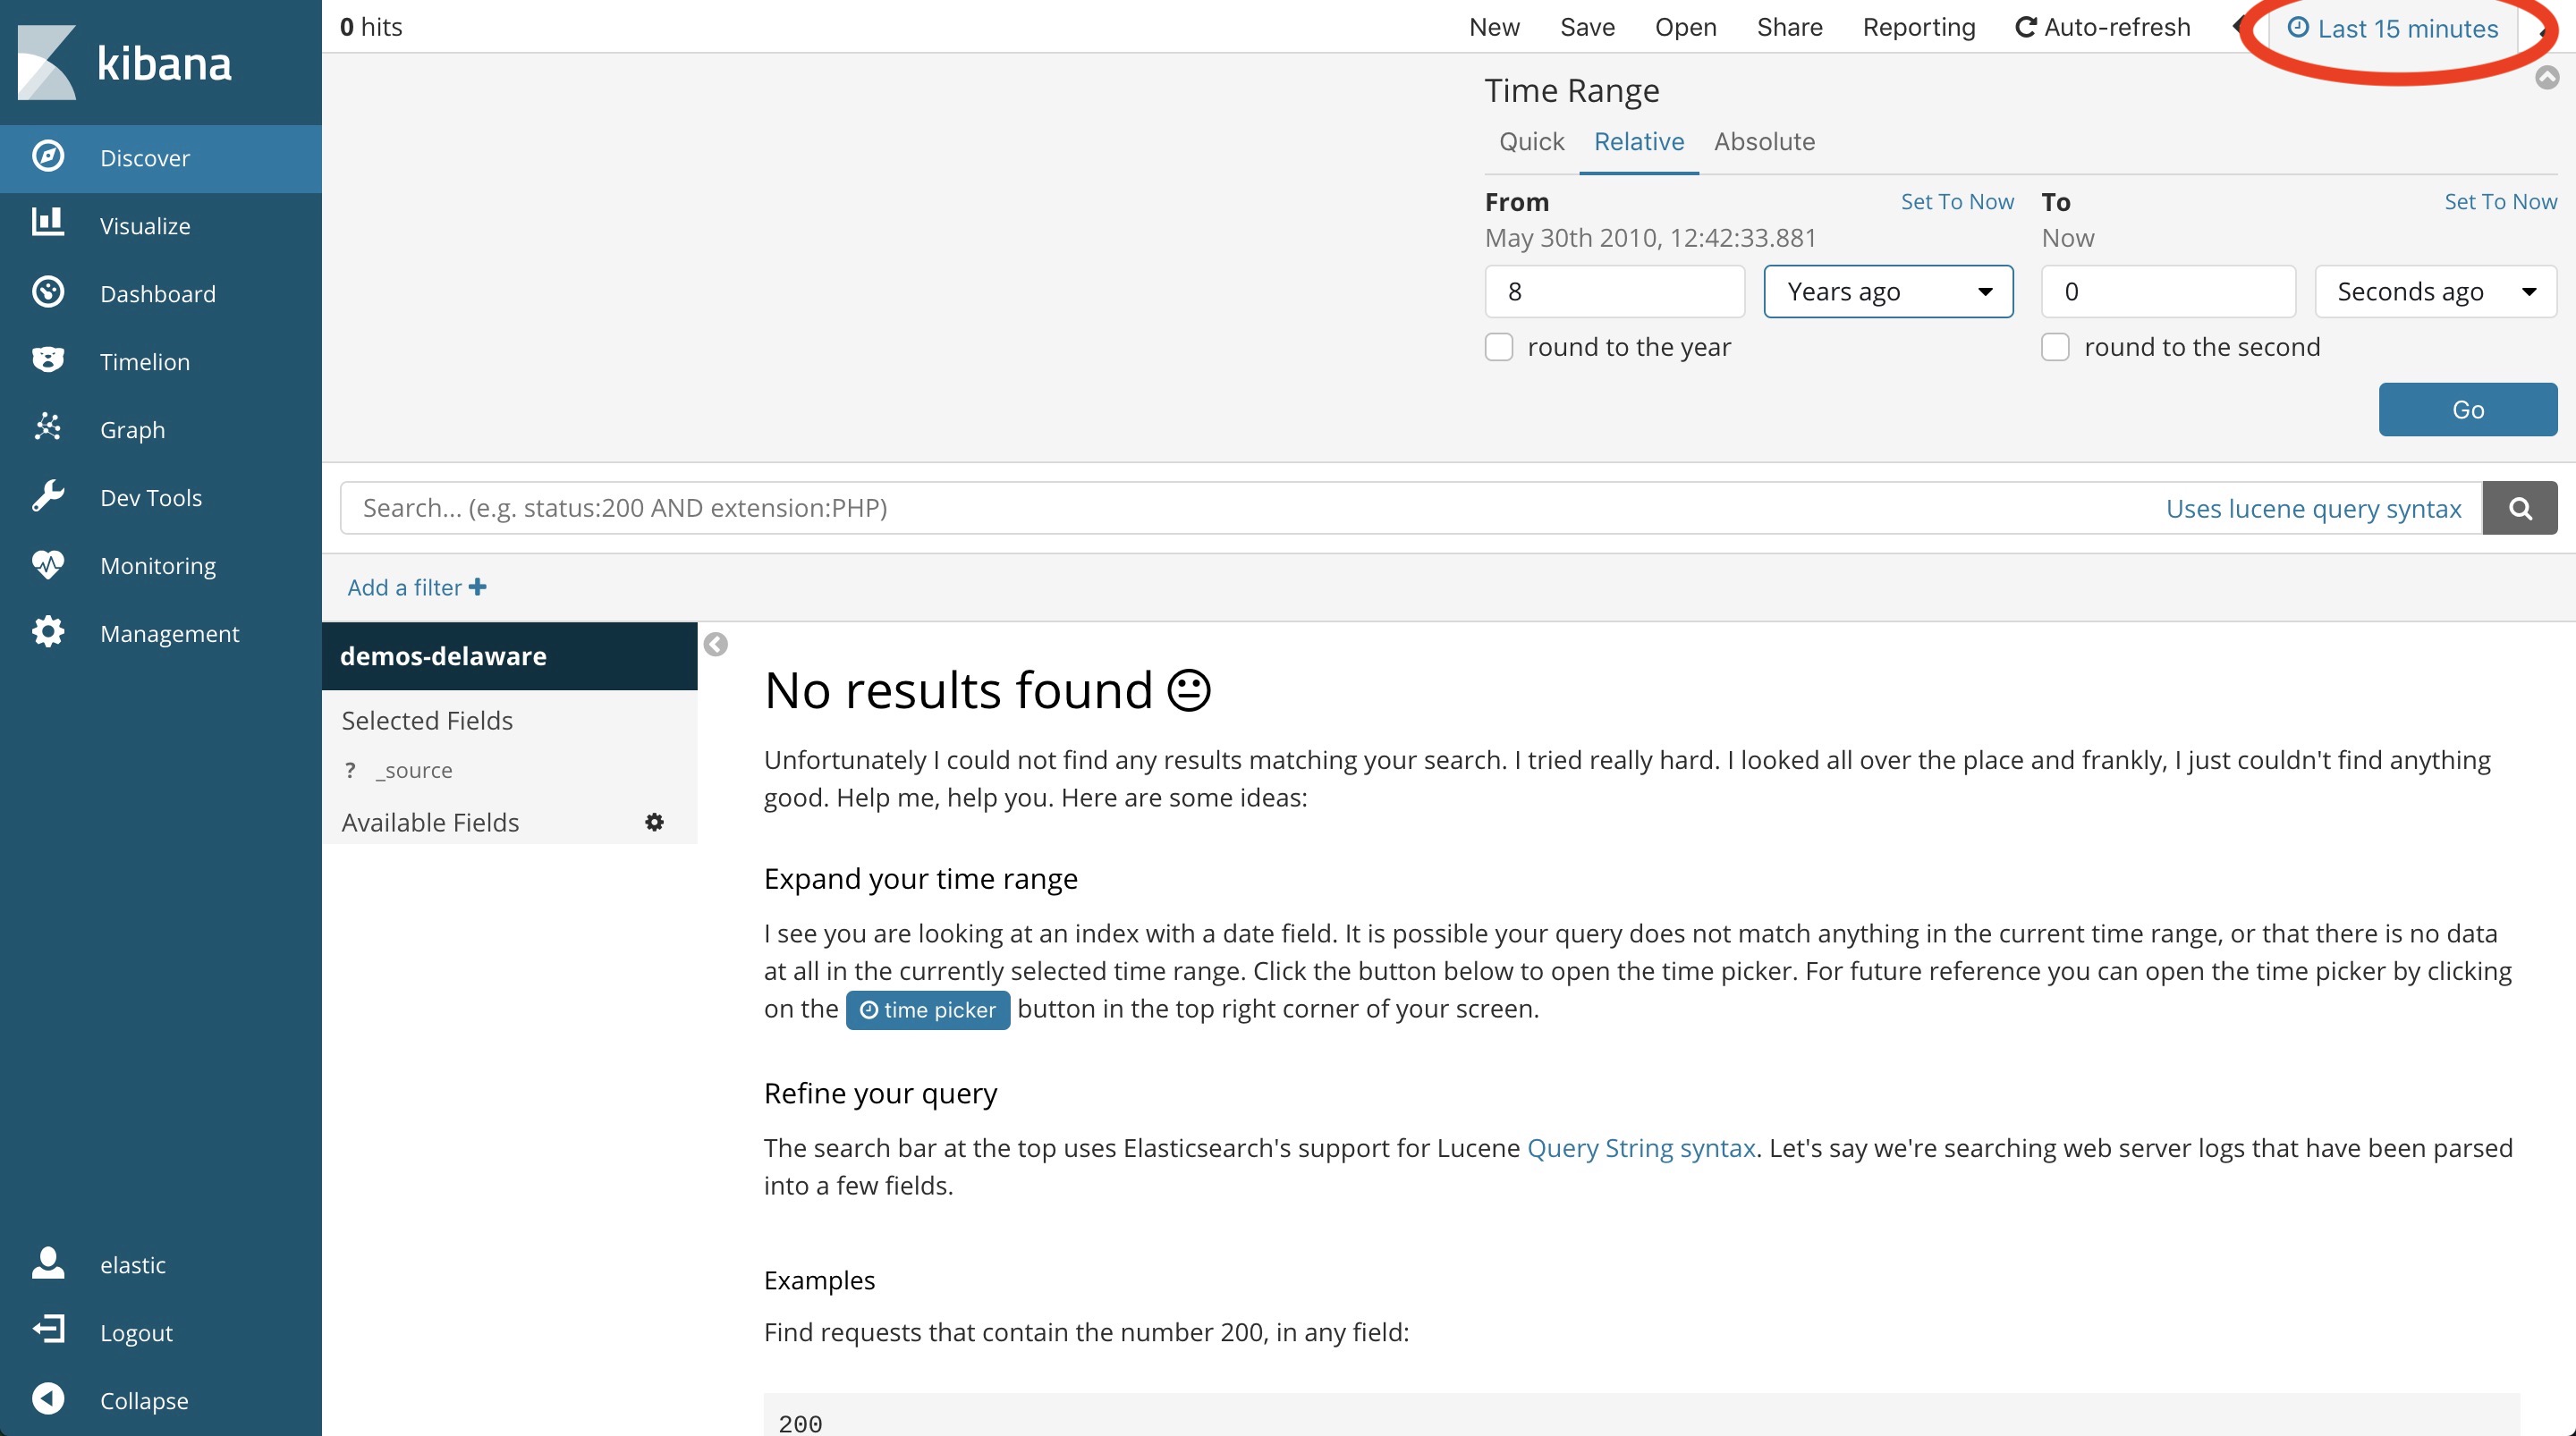 kibana
Discover
Visualize
Dashboard
Timelion
Graph
Dev Tools
Monitoring
Management
elastic
Logout
Collapse
0 hits
New Save Open Share Reporting Auto-refresh Last 15 minutes
Time Range
Quick Relative Absolute
From Set To Now To Set To Now
May 30th 2010, 12:42:33.881 Now
8 Years ago 0 Seconds ago
round to the year round to the second
Go
Search... (e.g. status:200 AND extension:PHP) Uses lucene query syntax
Add a filter +
demos-delaware
Selected Fields
? _source
Available Fields
No results found
Unfortunately I could not find any results matching your search. I tried really hard. I looked all over the place and frankly, I just couldn't find anything
good. Help me, help you. Here are some ideas:
Expand your time range
I see you are looking at an index with a date field. It is possible your query does not match anything in the current time range, or that there is no data
at all in the currently selected time range. Click the button below to open the time picker. For future reference you can open the time picker by clicking
on the time picker button in the top right corner of your screen.
Refine your query
The search bar at the top uses Elasticsearch's support for Lucene Query String syntax. Let's say we're searching web server logs that have been parsed
into a few fields.
Examples
Find requests that contain the number 200, in any field:
200